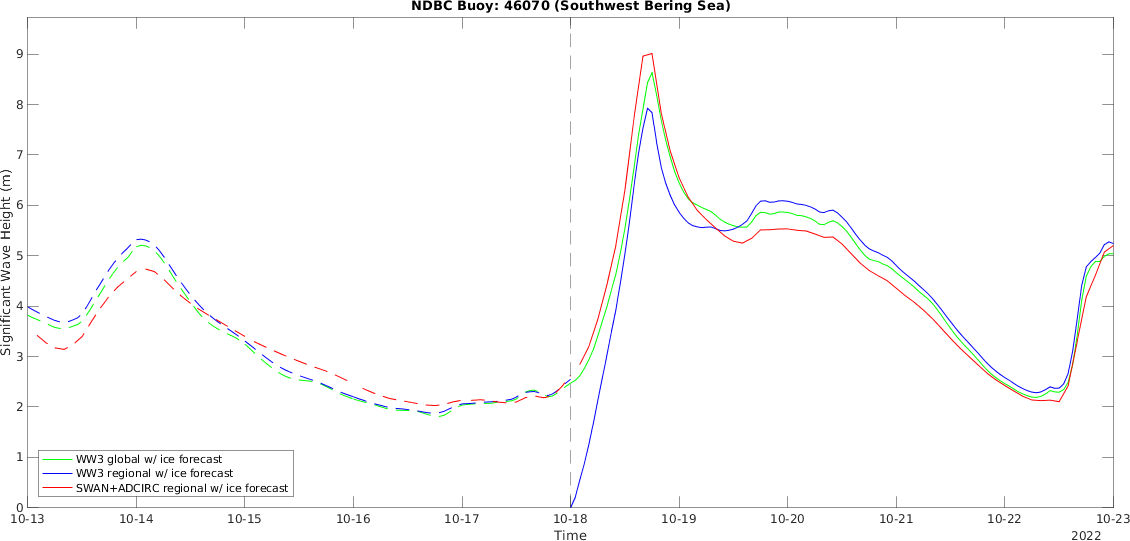 NDBC Buoy: 46070 (Southwest Bering Sea)
Significant Wave Height (m)
9
8
7
6
5
4
3
2
1
0
WW3 global w/ ice forecast
WW3 regional w/ ice forecast
SWAN+ADCIRC regional w/ ice forecast
10-13 10-14 10-15 10-16 10-17 10-18 10-19 10-20 10-21 10-22 10-23
Time 2022